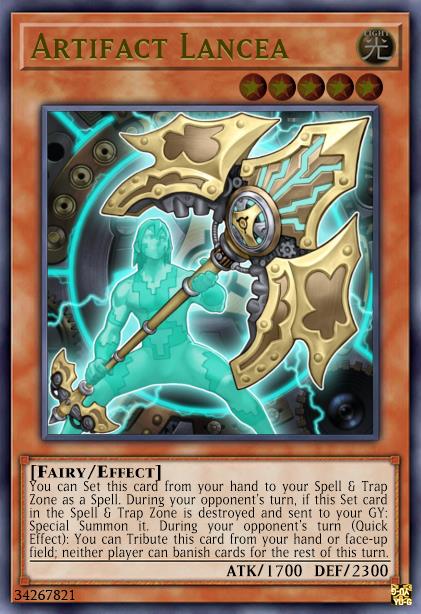 ARTIFACT LANCEA
LIGHT
光
[FAIRY/EFFECT]
You can Set this card from your hand to your Spell & Trap
Zone as a Spell. During your opponent's turn, if this Set card
in the Spell & Trap Zone is destroyed and sent to your GY:
Special Summon it. During your opponent's turn (Quick
Effect): You can Tribute this card from your hand or face-up
field; neither player can banish cards for the rest of this turn.
ATK/1700 DEF/2300
34267821